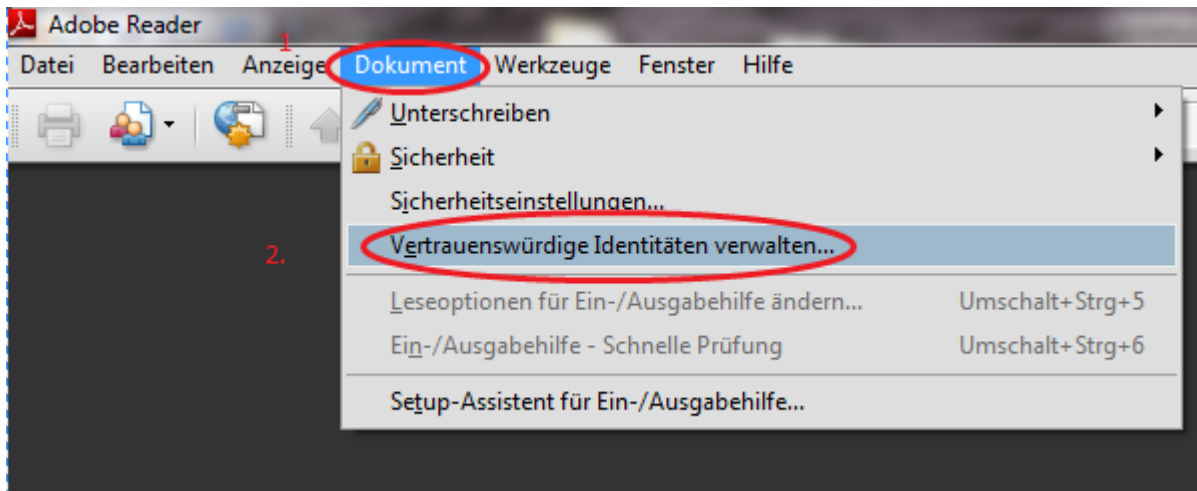 Adobe Reader
1
Datei Bearbeiten Anzeige Dokument Werkzeuge Fenster Hilfe
Unterschreiben
Sicherheit
Sicherheitseinstellungen...
2.
Vertrauenswürdige Identitäten verwalten...
Leseoptionen für Ein-/Ausgabehilfe ändern... Umschalt+Strg+5
Ein-/Ausgabehilfe - Schnelle Prüfung Umschalt+Strg+6
Setup-Assistent für Ein-/Ausgabehilfe...